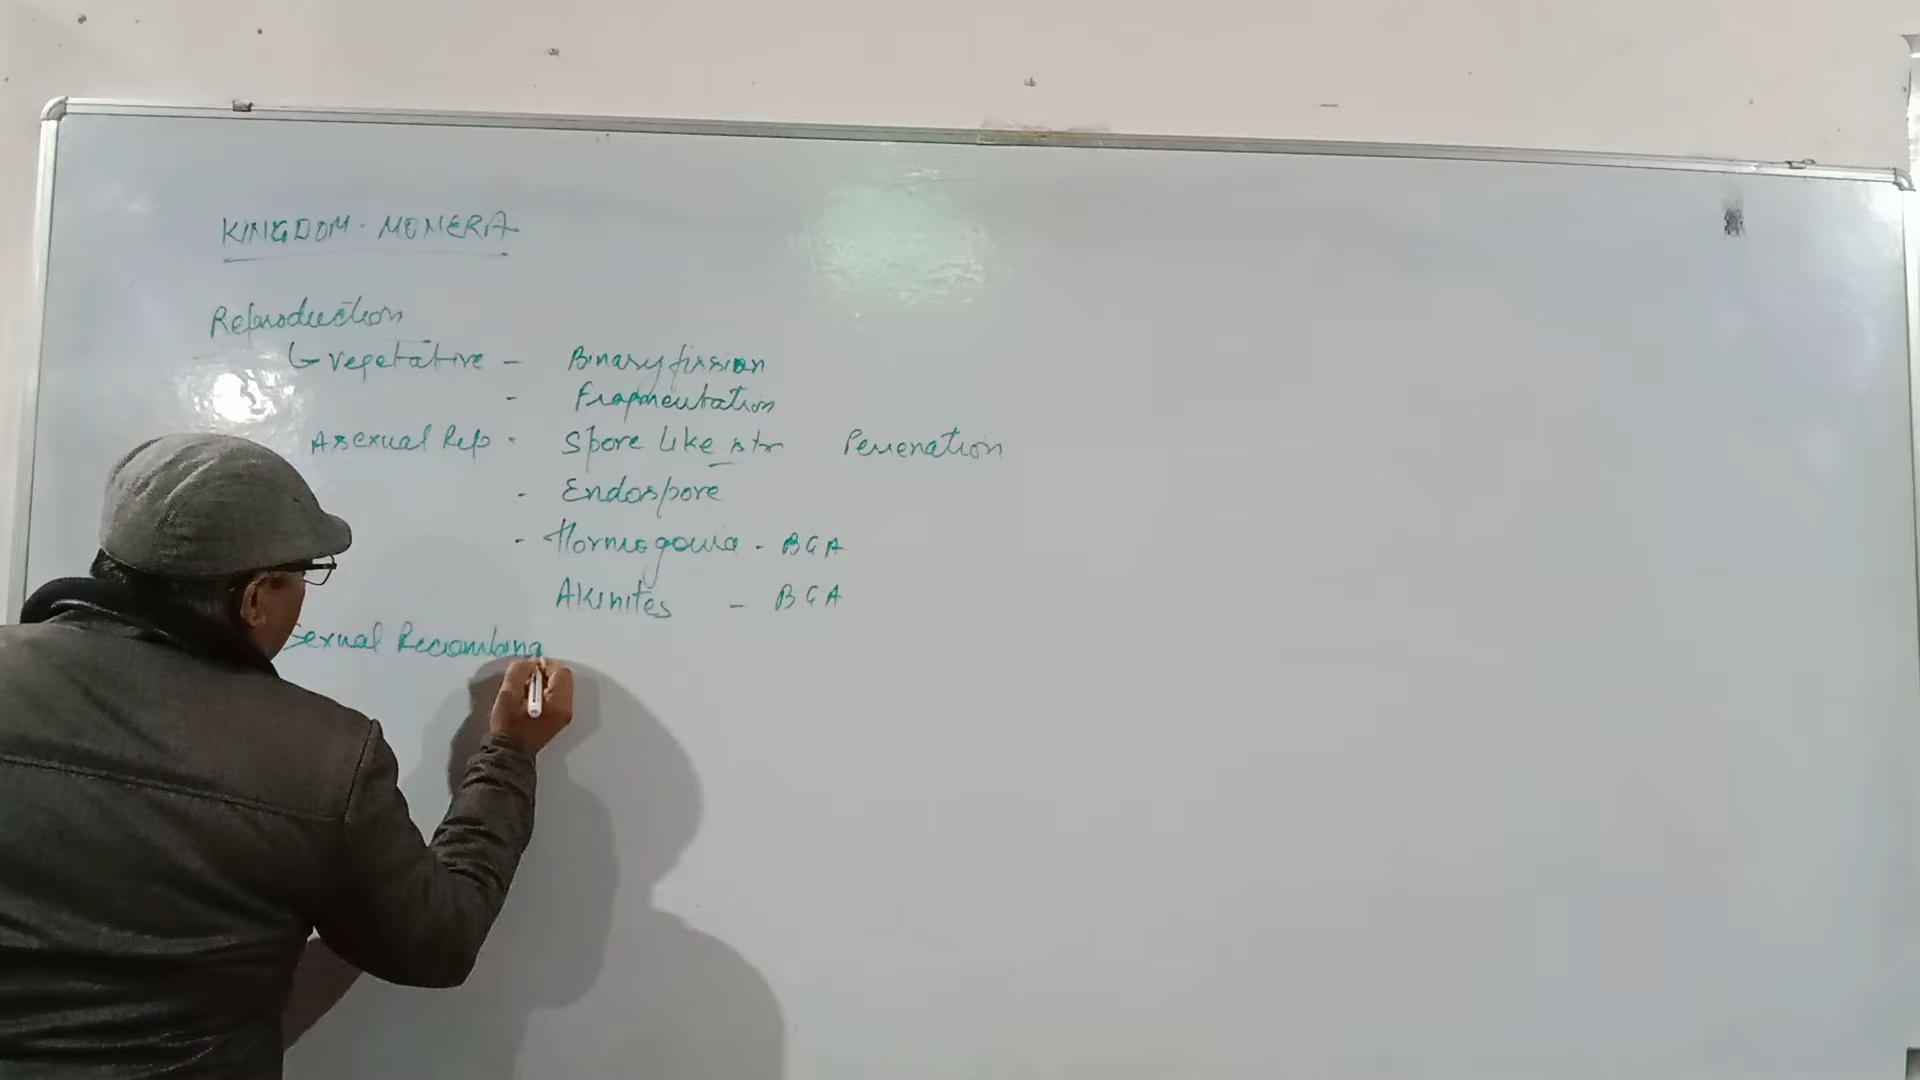 KINGDOM - MONERA
Reproduction
↳ vegetative - Binary fission
- Fragmentation
Asexual Rep - Spore like str Perenation
- Endospore
- Hormogonia - BGA
Akinites - BGA
Sexual Recombina